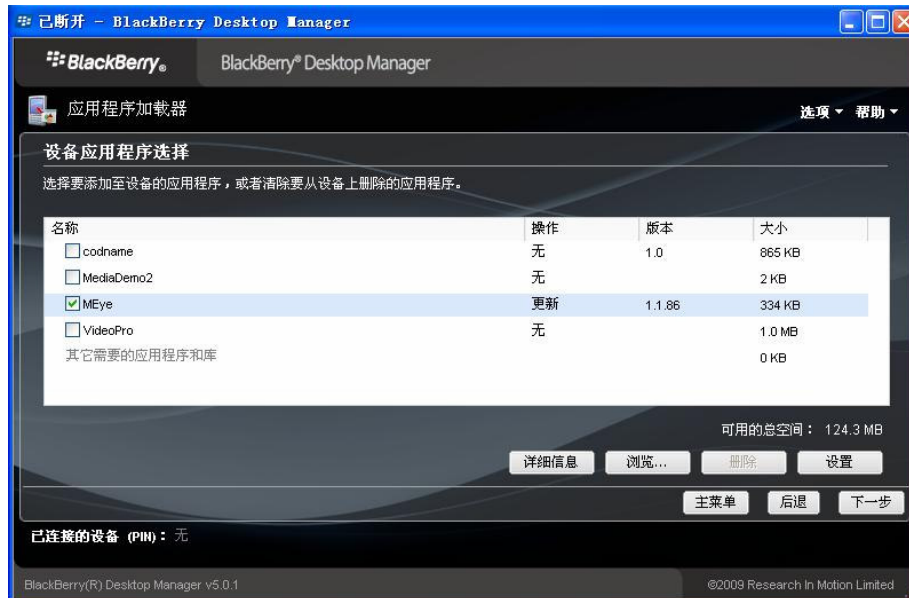 已断开 - BlackBerry Desktop Manager
BlackBerry® BlackBerry® Desktop Manager
应用程序加载器 选项 帮助
设备应用程序选择
选择要添加至设备的应用程序，或者清除要从设备上删除的应用程序。
名称 操作 版本 大小
codname 无 1.0 865 KB
MediaDemo2 无 2 KB
MEye 更新 1.1.86 334 KB
VideoPro 无 1.0 MB
其它需要的应用程序和库 0 KB
可用的总空间： 124.3 MB
详细信息 浏览... 删除 设置
主菜单 后退 下一步
已连接的设备 (PIN)：无
BlackBerry(R) Desktop Manager v5.0.1 ©2009 Research In Motion Limited